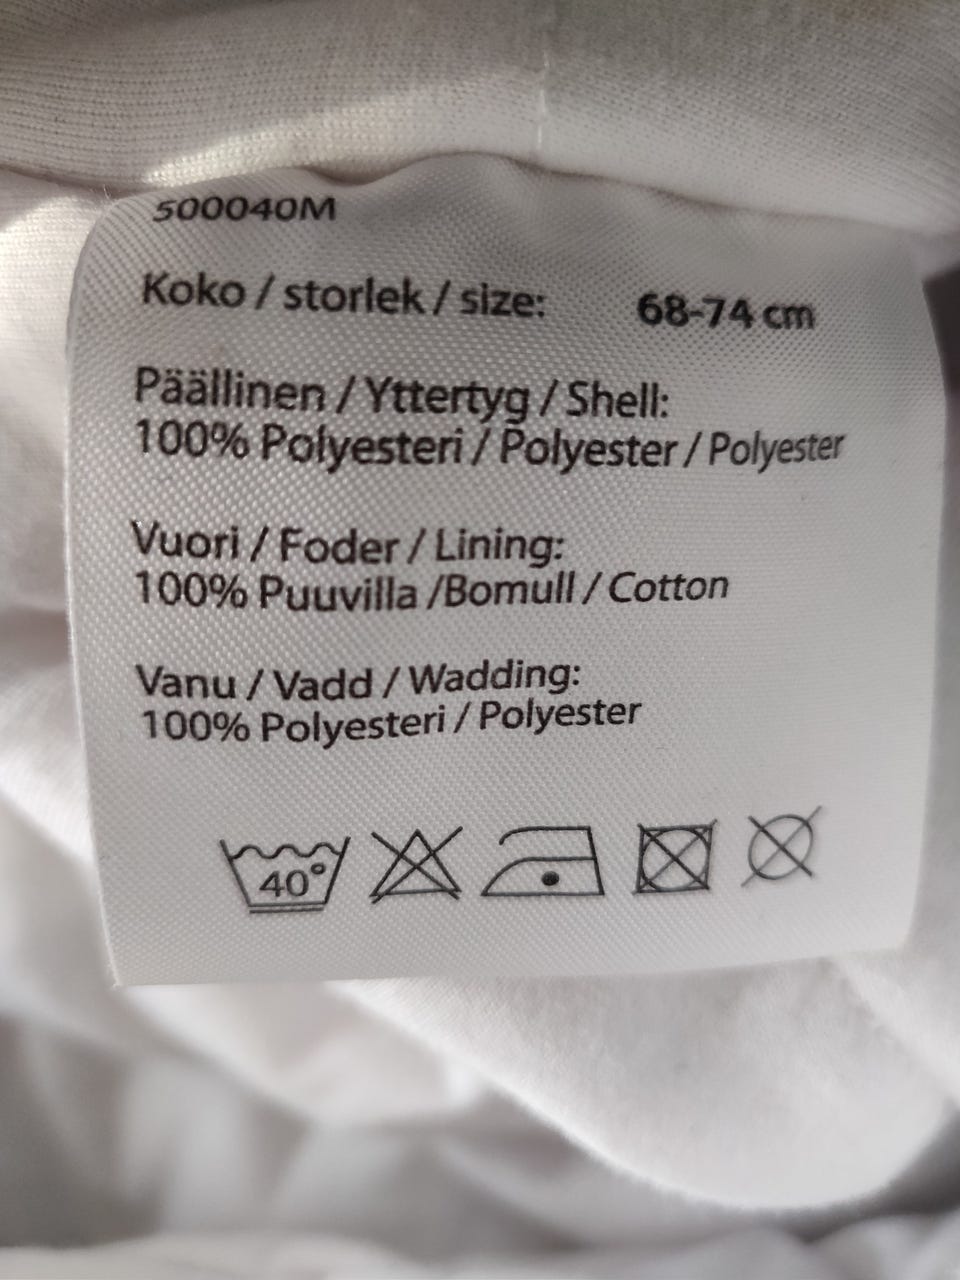 500040M
Koko / storlek / size: 68-74 cm
Päällinen / Yttertyg / Shell:
100% Polyesteri / Polyester / Polyester
Vuori / Foder / Lining:
100% Puuvilla /Bomull / Cotton
Vanu / Vadd / Wadding:
100% Polyesteri / Polyester
40°